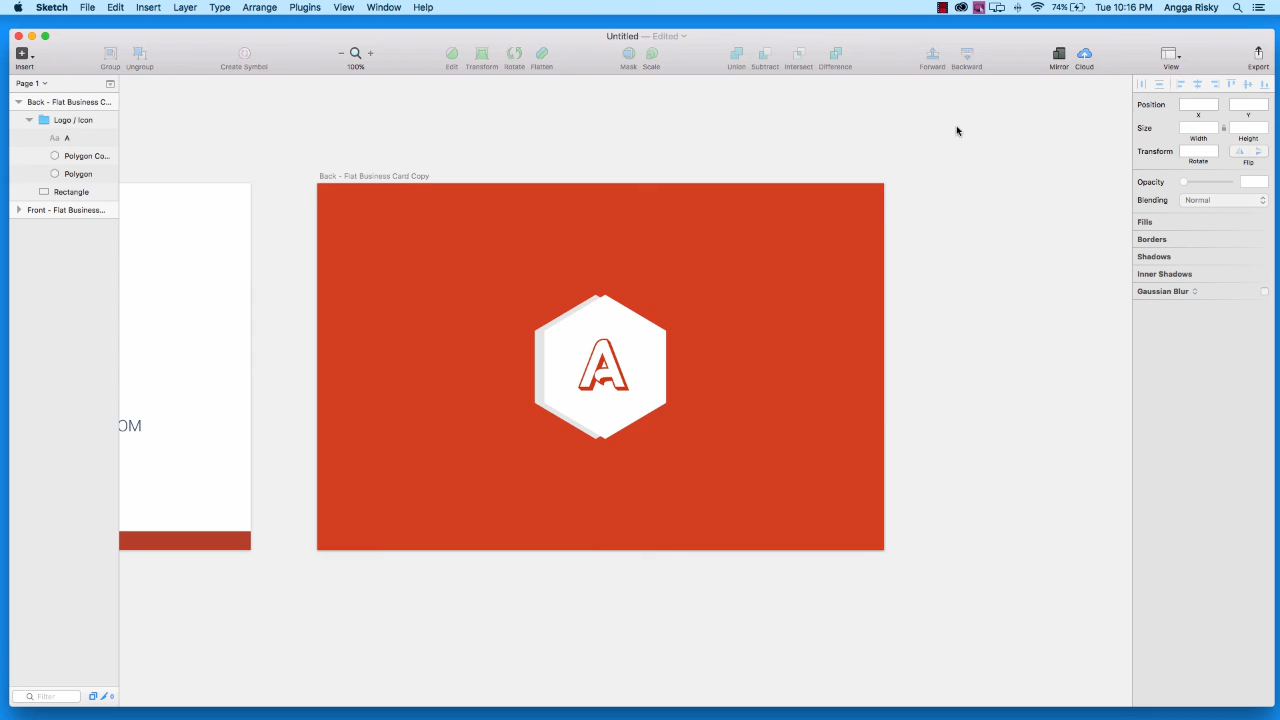 Sketch File Edit Insert Layer Type Arrange Plugins View Window Help 74% Tue 10:16 PM Angga Risky
Untitled — Edited
Insert Group Ungroup Create Symbol 100% Edit Transform Rotate Flatten Mask Scale Union Subtract Intersect Difference Forward Backward Mirror Cloud View Export
Page 1
Back - Flat Business C...
Logo / Icon
Aa A
Polygon Co...
Polygon
Rectangle
Front - Flat Business...
Filter 0
OM
Back - Flat Business Card Copy
A
Position
X Y
Size
Width Height
Transform
Rotate Flip
Opacity
Blending Normal
Fills
Borders
Shadows
Inner Shadows
Gaussian Blur